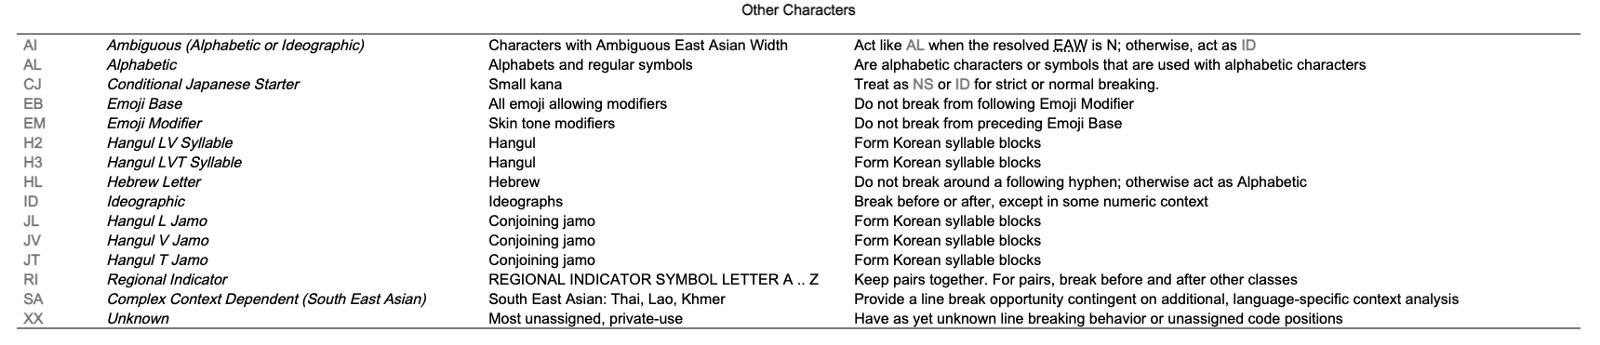 Other Characters
AI Ambiguous (Alphabetic or Ideographic) Characters with Ambiguous East Asian Width Act like AL when the resolved EAW is N; otherwise, act as ID
AL Alphabetic Alphabets and regular symbols Are alphabetic characters or symbols that are used with alphabetic characters
CJ Conditional Japanese Starter Small kana Treat as NS or ID for strict or normal breaking.
EB Emoji Base All emoji allowing modifiers Do not break from following Emoji Modifier
EM Emoji Modifier Skin tone modifiers Do not break from preceding Emoji Base
H2 Hangul LV Syllable Hangul Form Korean syllable blocks
H3 Hangul LVT Syllable Hangul Form Korean syllable blocks
HL Hebrew Letter Hebrew Do not break around a following hyphen; otherwise act as Alphabetic
ID Ideographic Ideographs Break before or after, except in some numeric context
JL Hangul L Jamo Conjoining jamo Form Korean syllable blocks
JV Hangul V Jamo Conjoining jamo Form Korean syllable blocks
JT Hangul T Jamo Conjoining jamo Form Korean syllable blocks
RI Regional Indicator REGIONAL INDICATOR SYMBOL LETTER A .. Z Keep pairs together. For pairs, break before and after other classes
SA Complex Context Dependent (South East Asian) South East Asian: Thai, Lao, Khmer Provide a line break opportunity contingent on additional, language-specific context analysis
XX Unknown Most unassigned, private-use Have as yet unknown line breaking behavior or unassigned code positions